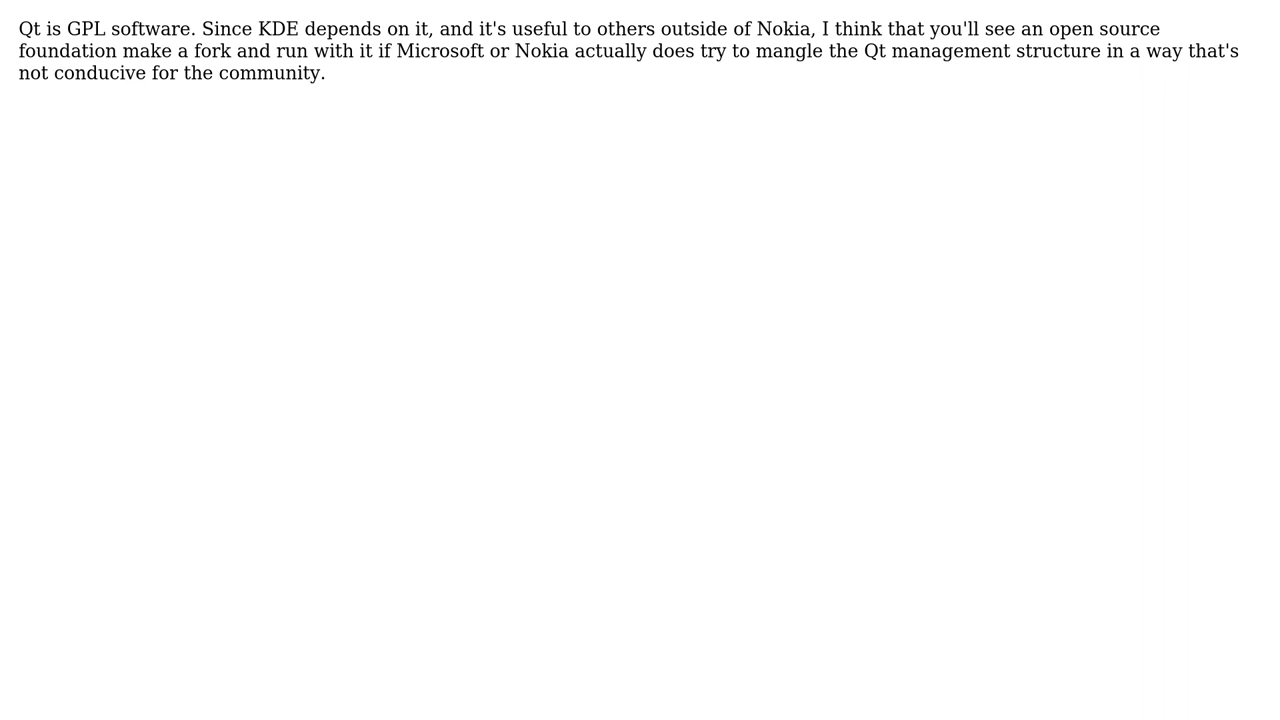 Qt is GPL software. Since KDE depends on it, and it's useful to others outside of Nokia, I think that you'll see an open source
foundation make a fork and run with it if Microsoft or Nokia actually does try to mangle the Qt management structure in a way that's
not conducive for the community.